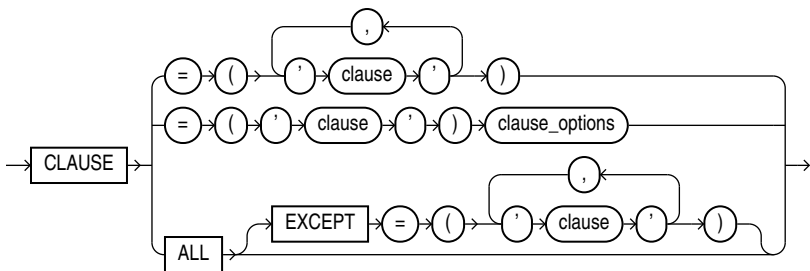 ,
= ( ’ clause ’ )
= ( ’ clause ’ ) clause_options
CLAUSE
,
EXCEPT = ( ’ clause ’ )
ALL